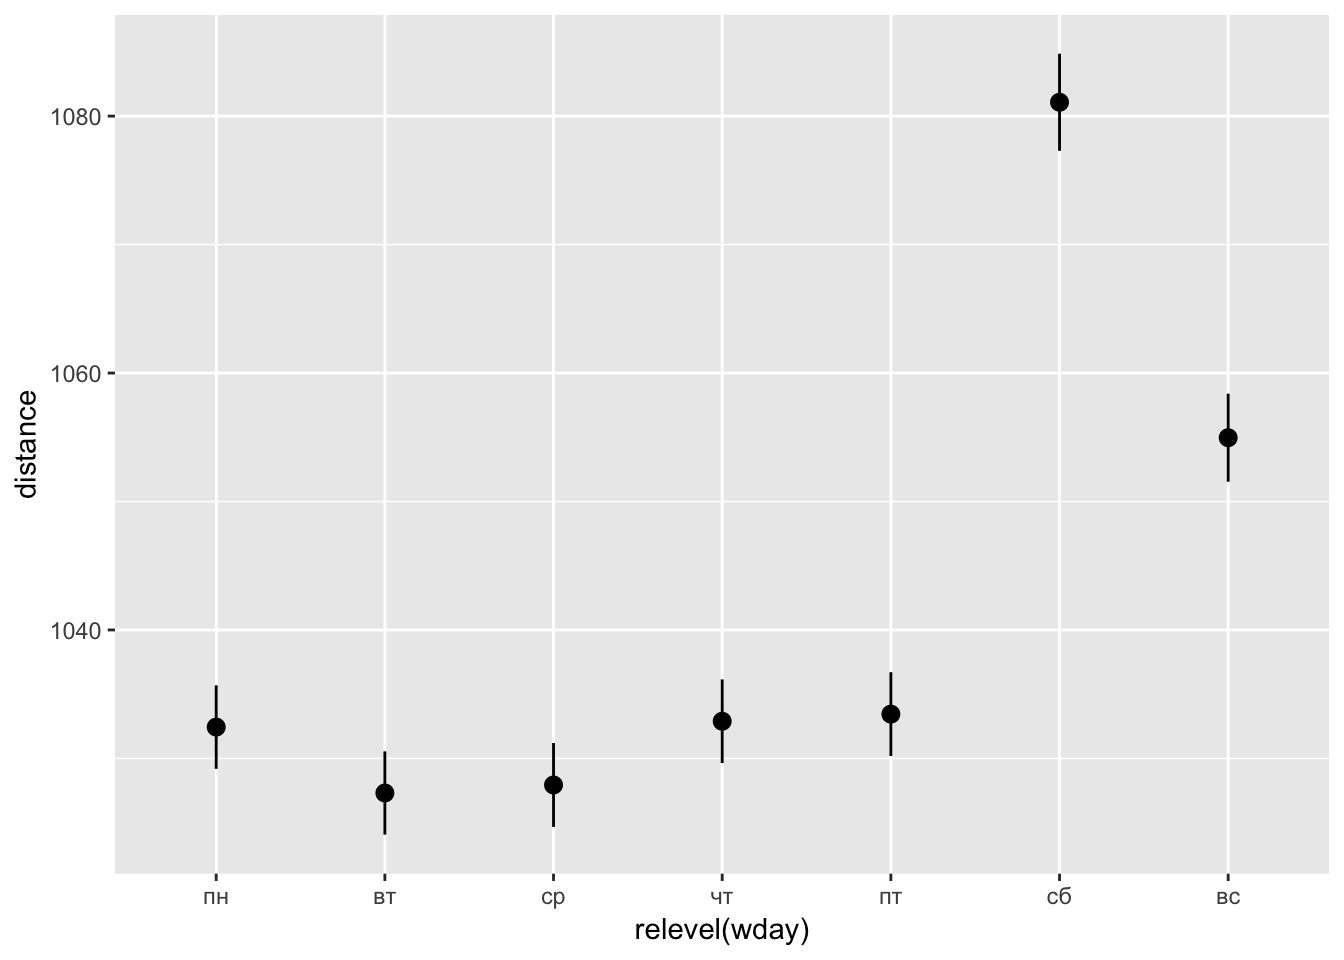 1080
1060
1040
distance
пн вт ср чт пт сб вс
relevel(wday)